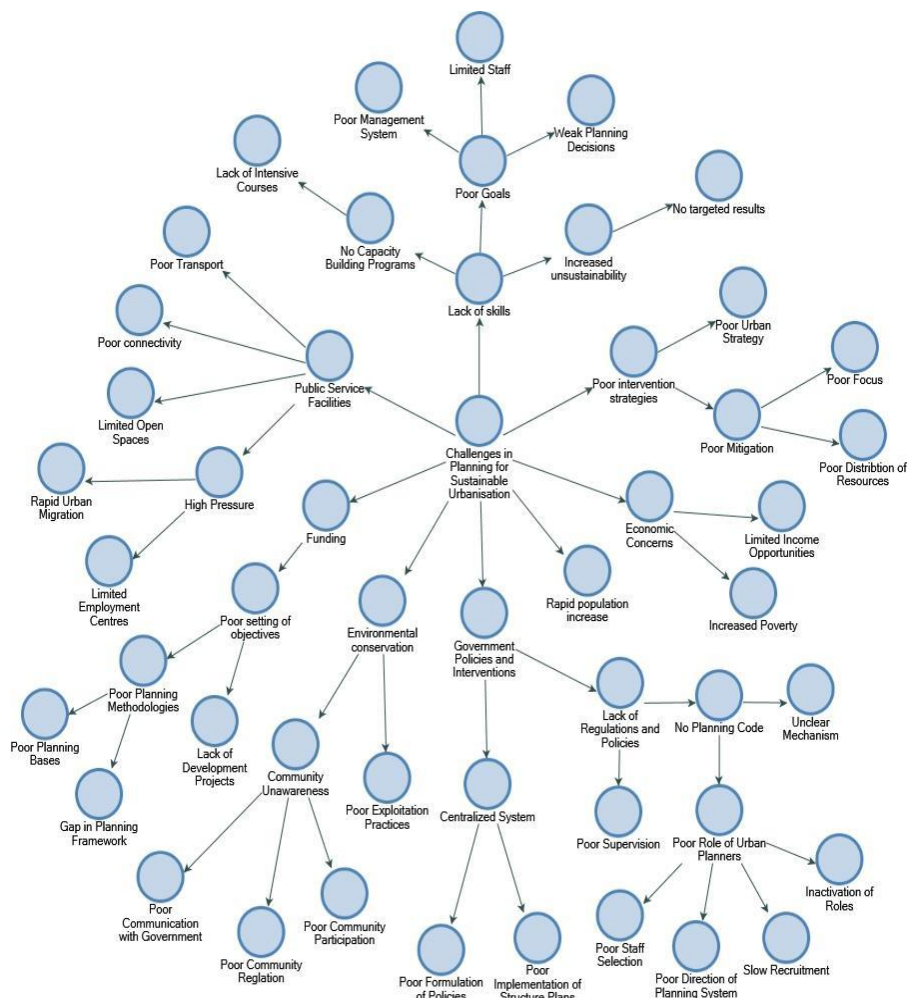 Limited Staff
Poor Management
System
Weak Planning
Decisions
Lack of Intensive
Courses
Poor Goals
No targeted results
No Capacity
Building Programs
Increased
unsustainability
Poor Transport
Lack of skills
Poor connectivity
Poor Urban
Strategy
Public Service
Facilities
Poor intervention
strategies
Poor Focus
Limited Open
Spaces
Poor Mitigation
Challenges in
Planning for
Sustainable
Urbanisation
Poor Distribtion of
Resources
Rapid Urban
Migration
High Pressure
Funding
Economic
Concerns
Limited Income
Opportunities
Limited
Employment
Centres
Rapid population
increase
Increased Poverty
Poor setting of
objectives
Environmental
conservation
Government
Policies and
Interventions
Poor Planning
Methodologies
Lack of
Regulations and
Policies
No Planning Code
Unclear
Mechanism
Poor Planning
Bases
Lack of
Development
Projects
Community
Unawareness
Poor Exploitation
Practices
Centralized System
Gap in Planning
Framework
Poor Supervision
Poor Role of Urban
Planners
Inactivation of
Roles
Poor
Communication
with Government
Poor Community
Participation
Poor Community
Reglation
Poor Staff
Selection
Slow Recruitment
Poor Formulation
of Policies
Poor
Implementation of
Structure Plans
Poor Direction of
Planning System